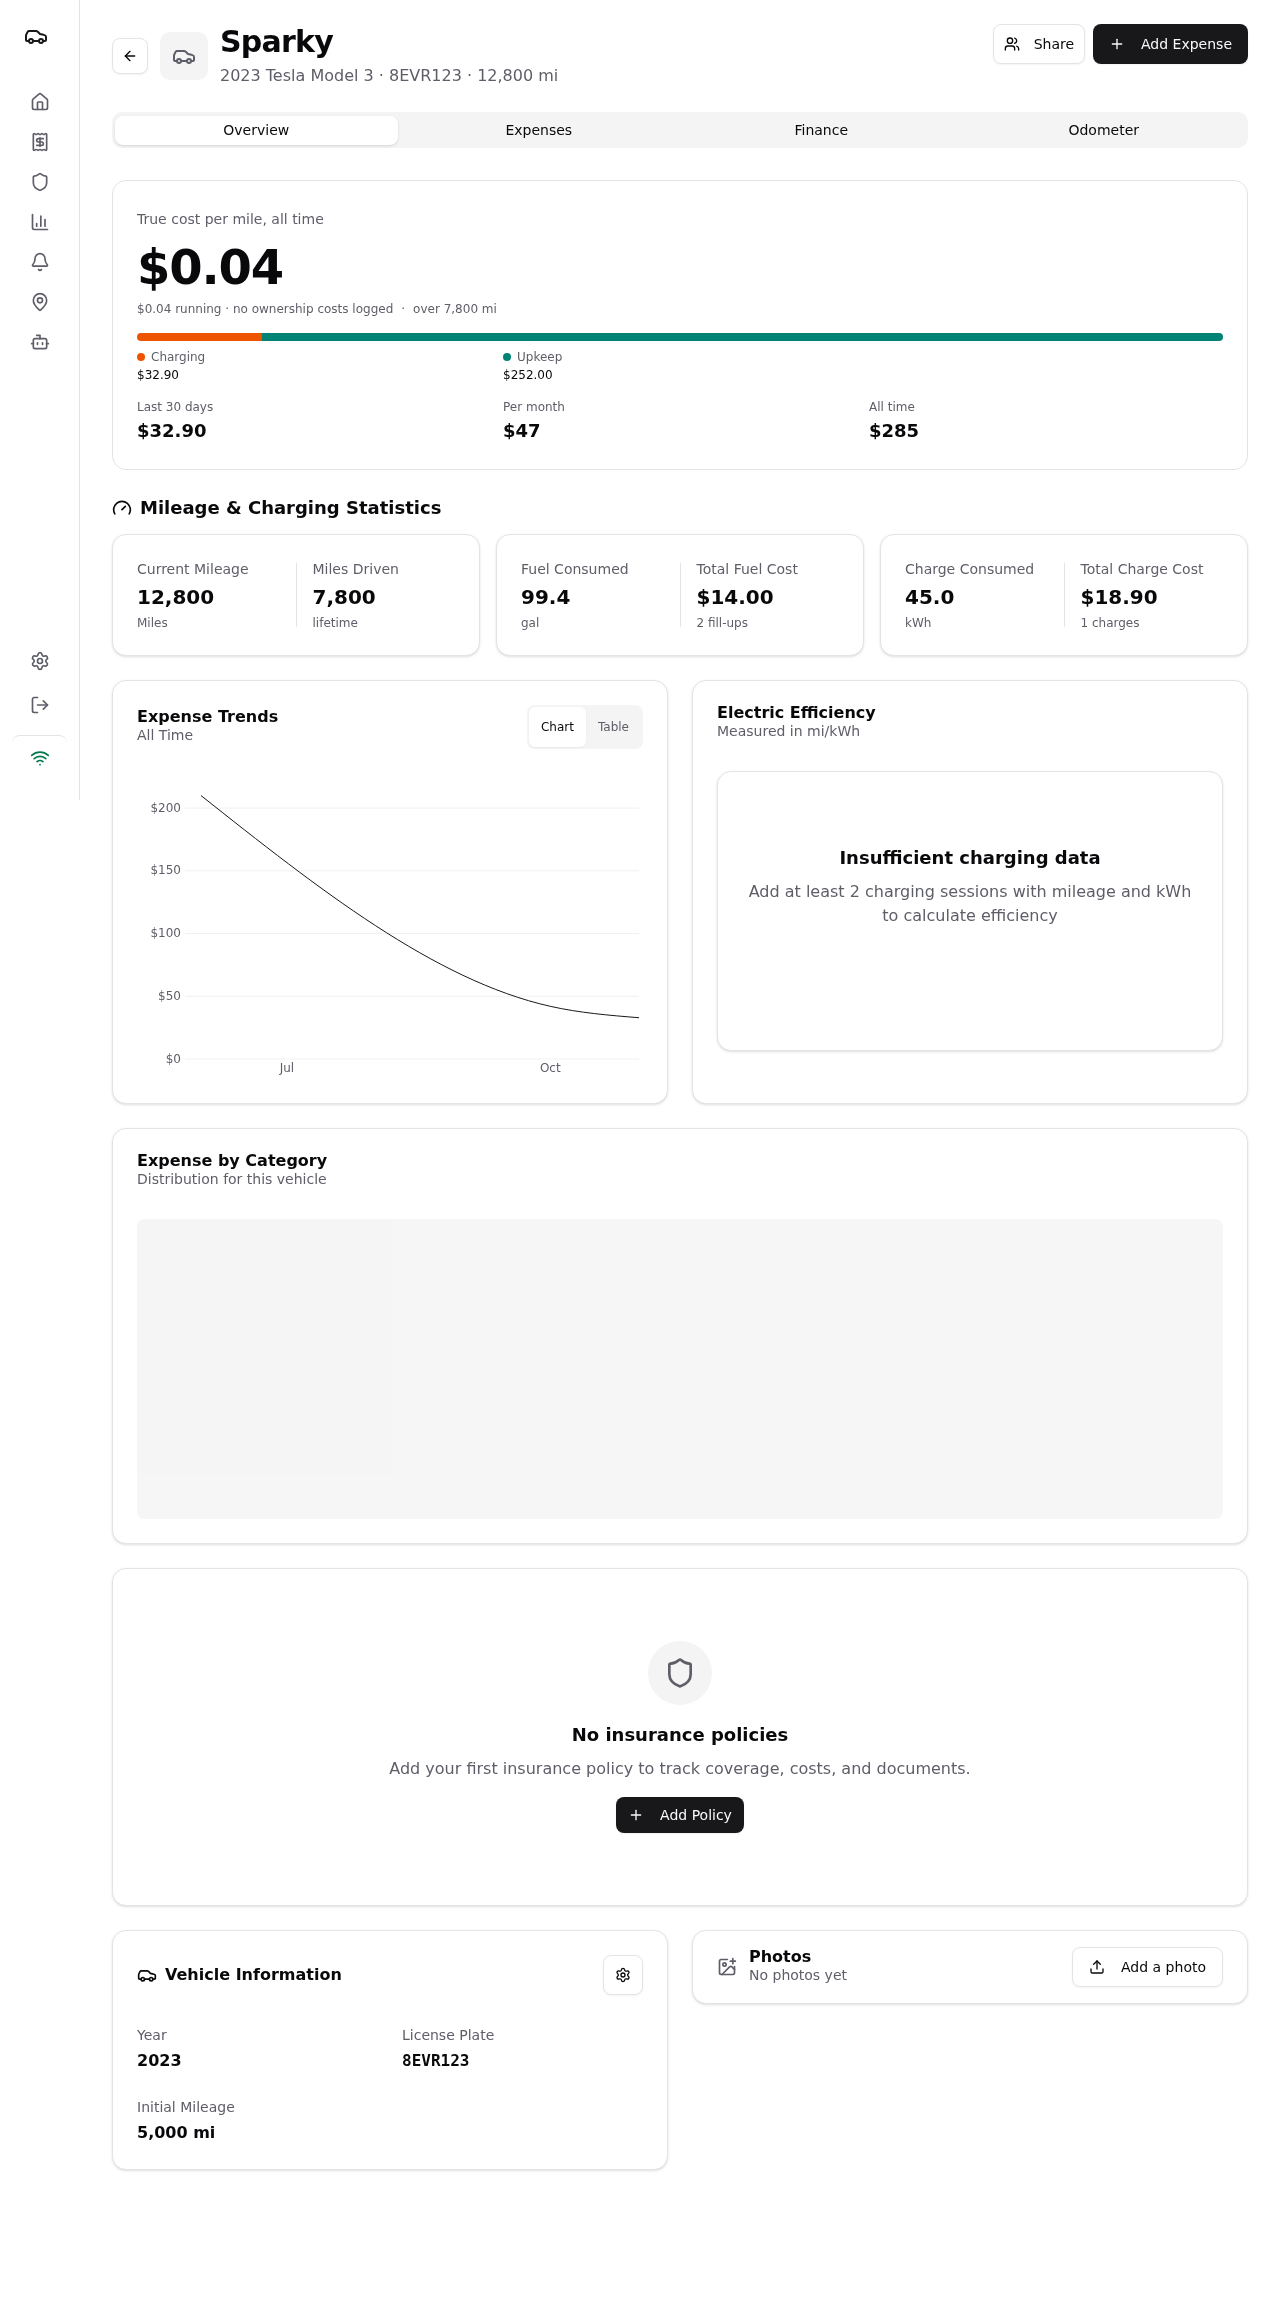 Sparky
2023 Tesla Model 3 · 8EVR123 · 12,800 mi
Share
Add Expense
Overview
Expenses
Finance
Odometer
True cost per mile, all time
$0.04
$0.04 running · no ownership costs logged · over 7,800 mi
Charging
$32.90
Upkeep
$252.00
Last 30 days
$32.90
Per month
$47
All time
$285
Mileage & Charging Statistics
Current Mileage
12,800
Miles
Miles Driven
7,800
lifetime
Fuel Consumed
99.4
gal
Total Fuel Cost
$14.00
2 fill-ups
Charge Consumed
45.0
kWh
Total Charge Cost
$18.90
1 charges
Expense Trends
All Time
Chart
Table
$200
$150
$100
$50
$0
Jul
Oct
Electric Efficiency
Measured in mi/kWh
Insufficient charging data
Add at least 2 charging sessions with mileage and kWh
to calculate efficiency
Expense by Category
Distribution for this vehicle
No insurance policies
Add your first insurance policy to track coverage, costs, and documents.
Add Policy
Vehicle Information
Year
2023
License Plate
8EVR123
Initial Mileage
5,000 mi
Photos
No photos yet
Add a photo